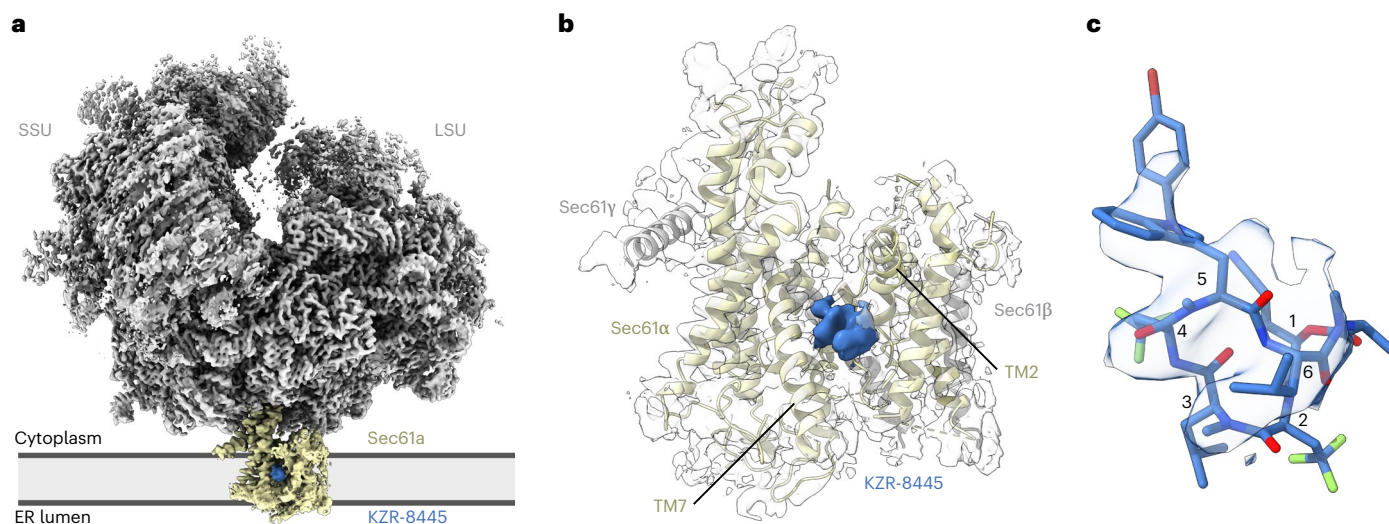 a
SSU
LSU
Cytoplasm
Sec61a
ER lumen
KZR-8445
b
Sec61γ
Sec61α
Sec61β
TM2
KZR-8445
TM7
c
5
4
1
6
3
2